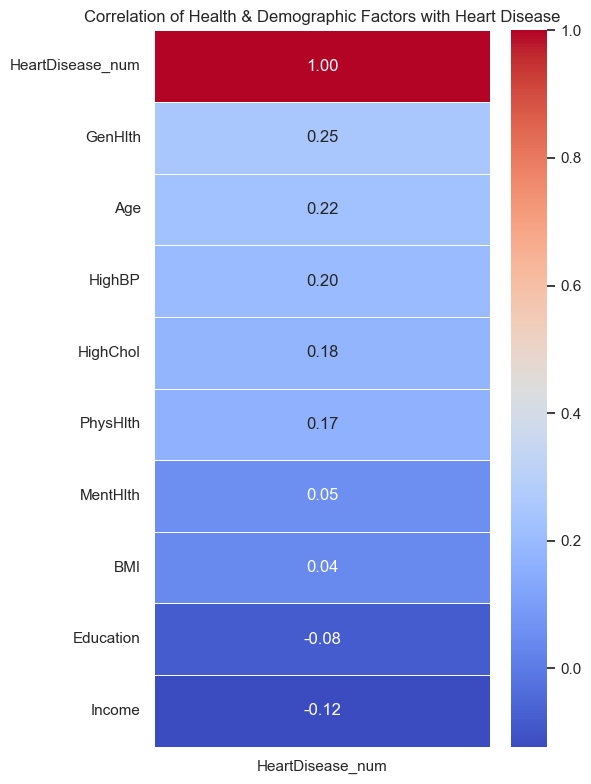 Correlation of Health & Demographic Factors with Heart Disease
HeartDisease_num 1.00
GenHlth 0.25
Age 0.22
HighBP 0.20
HighChol 0.18
PhysHlth 0.17
MentHlth 0.05
BMI 0.04
Education -0.08
Income -0.12
HeartDisease_num
1.0
0.8
0.6
0.4
0.2
0.0